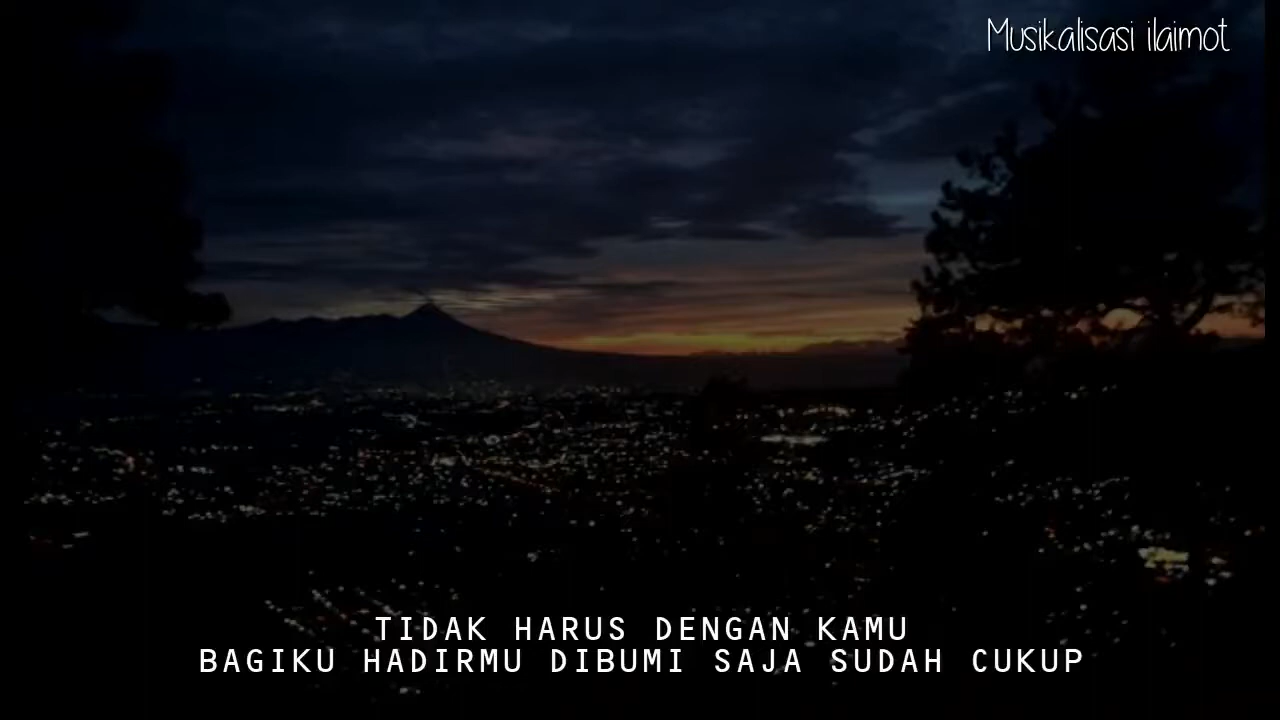 Musikalisasi ilaimot
TIDAK HARUS DENGAN KAMU
BAGIKU HADIRMU DIBUMI SAJA SUDAH CUKUP